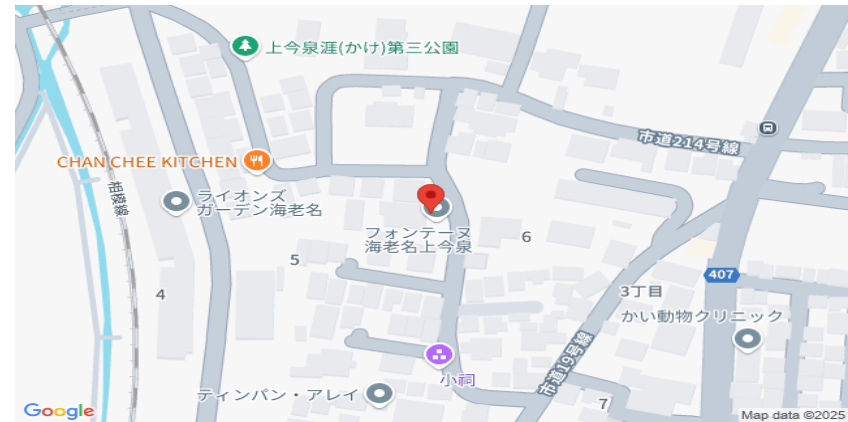 上今泉涯(かけ)第三公園
市道214号線
CHAN CHEE KITCHEN
相模線
ライオンズ
ガーデン海老名
フォンテーヌ
海老名上今泉
6
5
407
4
3丁目
かい動物クリニック
市道19号線
小祠
ティンパン・アレイ
7
Google
Map data ©2025